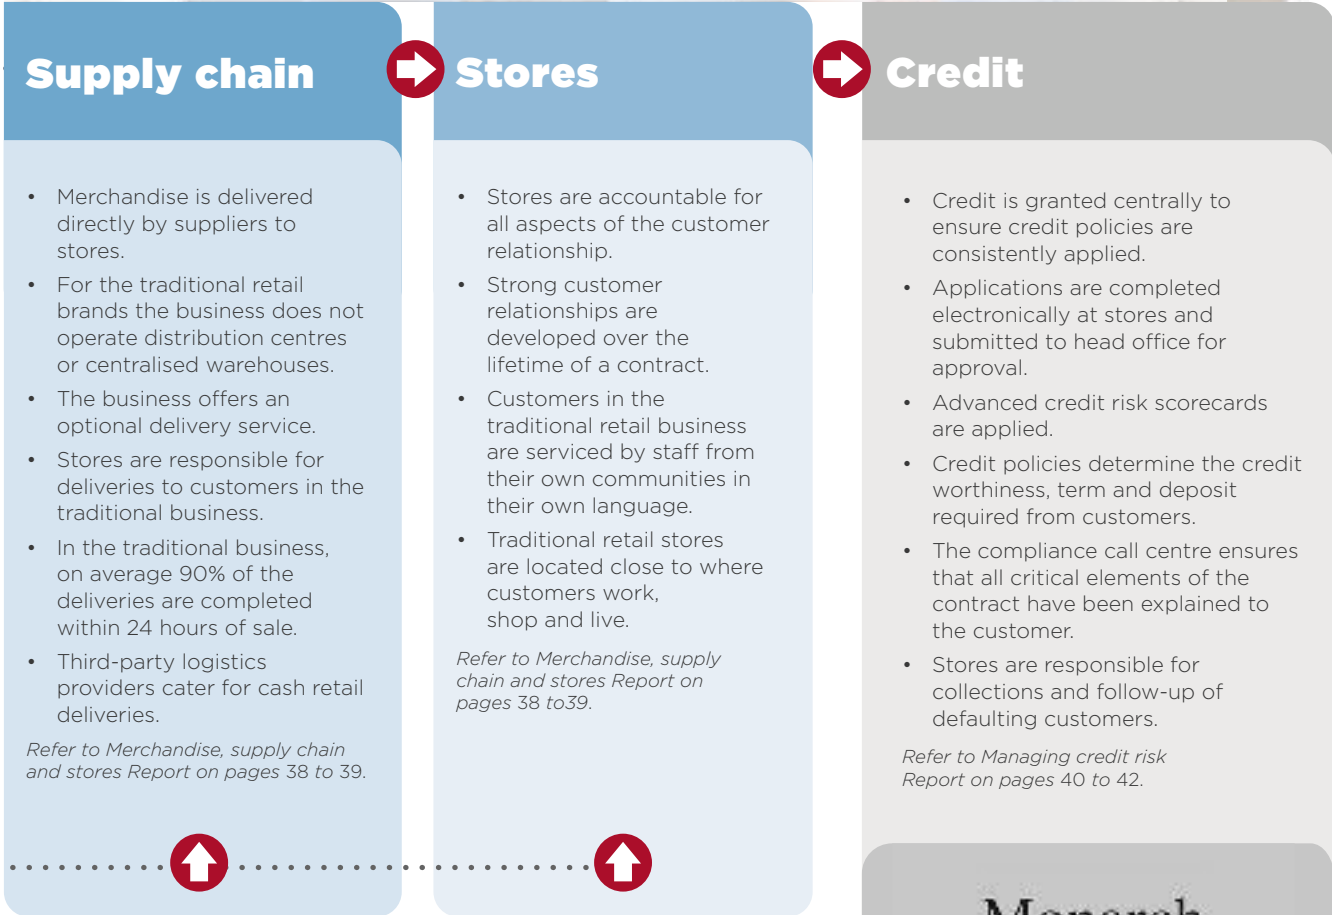 Supply chain
• Merchandise is delivered
directly by suppliers to
stores.
• For the traditional retail
brands the business does not
operate distribution centres
or centralised warehouses.
• The business offers an
optional delivery service.
• Stores are responsible for
deliveries to customers in the
traditional business.
• In the traditional business,
on average 90% of the
deliveries are completed
within 24 hours of sale.
• Third-party logistics
providers cater for cash retail
deliveries.
Refer to Merchandise, supply chain
and stores Report on pages 38 to 39.
Stores
• Stores are accountable for
all aspects of the customer
relationship.
• Strong customer
relationships are
developed over the
lifetime of a contract.
• Customers in the
traditional retail business
are serviced by staff from
their own communities in
their own language.
• Traditional retail stores
are located close to where
customers work,
shop and live.
Refer to Merchandise, supply
chain and stores Report on
pages 38 to39.
Credit
• Credit is granted centrally to
ensure credit policies are
consistently applied.
• Applications are completed
electronically at stores and
submitted to head office for
approval.
• Advanced credit risk scorecards
are applied.
• Credit policies determine the credit
worthiness, term and deposit
required from customers.
• The compliance call centre ensures
that all critical elements of the
contract have been explained to
the customer.
• Stores are responsible for
collections and follow-up of
defaulting customers.
Refer to Managing credit risk
Report on pages 40 to 42.
Monarch